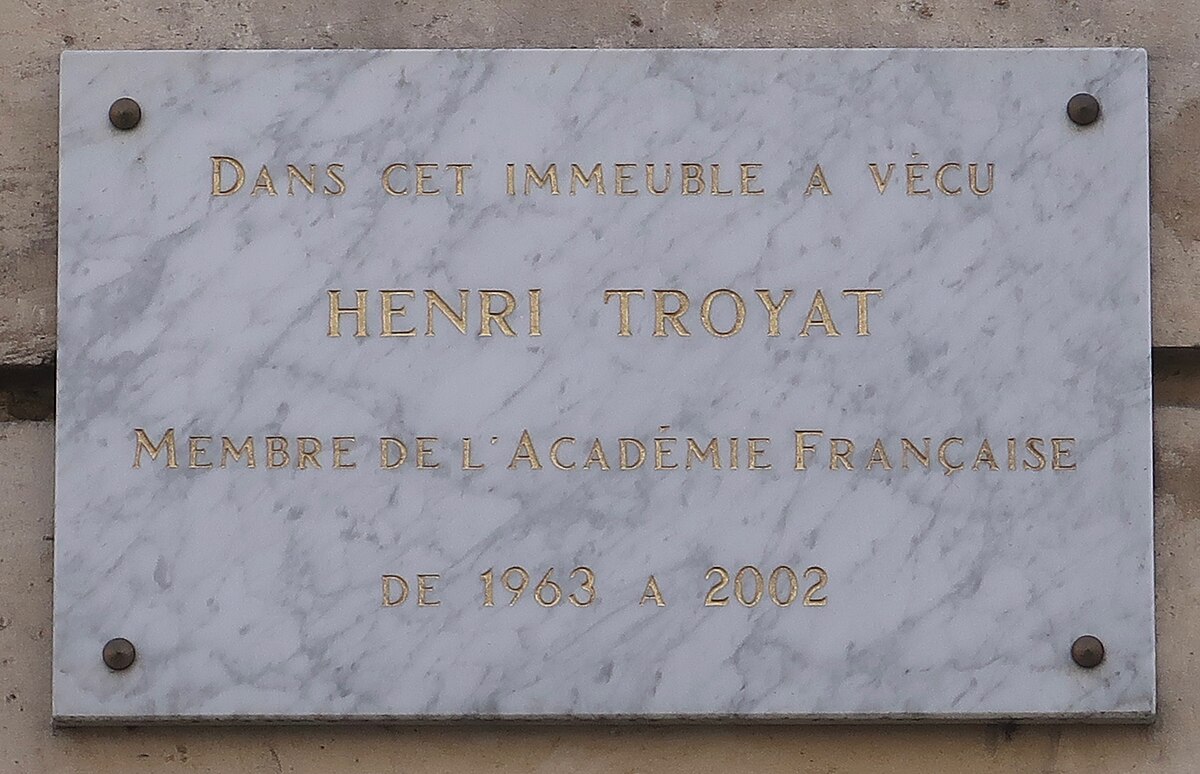 DANS CET IMMEUBLE A VÉCU
HENRI TROYAT
MEMBRE DE L'ACADÉMIE FRANÇAISE
DE 1963 A 2002